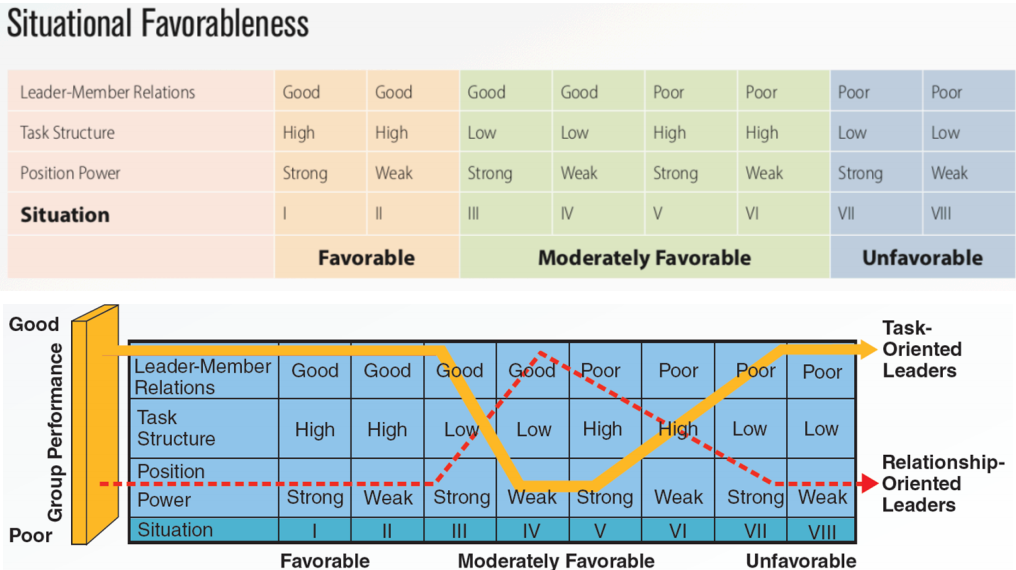 Situational Favorableness
Leader-Member Relations Good Good Good Good Poor Poor Poor Poor
Task Structure High High Low Low High High Low Low
Position Power Strong Weak Strong Weak Strong Weak Strong Weak
Situation I II III IV V VI VII VIII
Favorable Moderately Favorable Unfavorable
Good
Group Performance
Poor
Leader-Member
Relations Good Good Good Good Poor Poor Poor Poor
Task
Structure High High Low Low High High Low Low
Position
Power Strong Weak Strong Weak Strong Weak Strong Weak
Situation I II III IV V VI VII VIII
Favorable Moderately Favorable Unfavorable
Task-
Oriented
Leaders
Relationship-
Oriented
Leaders